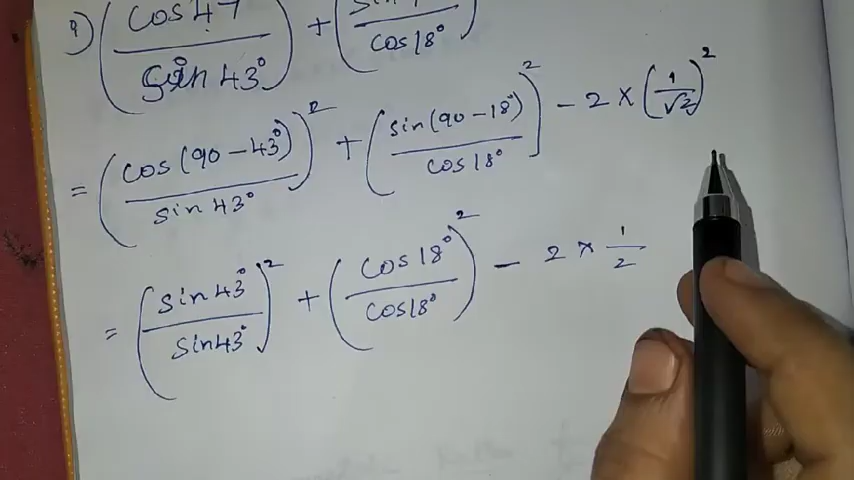 9) (cos 47 / sin 43°) + ( / cos 18°)
= (cos (90 - 43°) / sin 43°)² + (sin (90 - 18°) / cos 18°)² - 2 × (1/√2)²
= (sin 43° / sin 43°)² + (cos 18° / cos 18°)² - 2 × 1/2